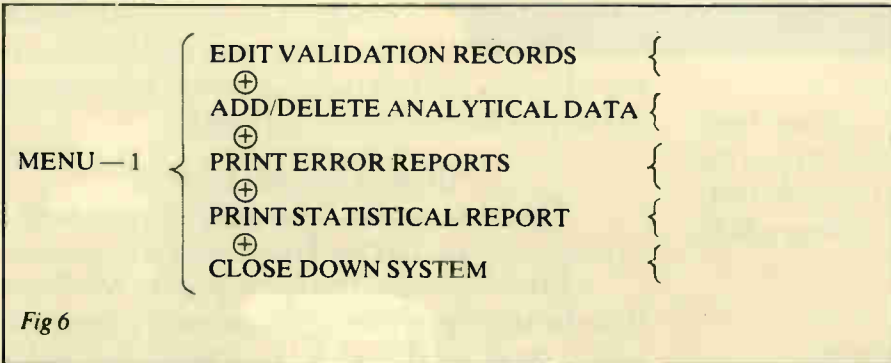 EDIT VALIDATION RECORDS {
⊕
ADD/DELETE ANALYTICAL DATA {
⊕
MENU — 1 { PRINT ERROR REPORTS {
⊕
PRINT STATISTICAL REPORT {
⊕
CLOSE DOWN SYSTEM {
Fig 6